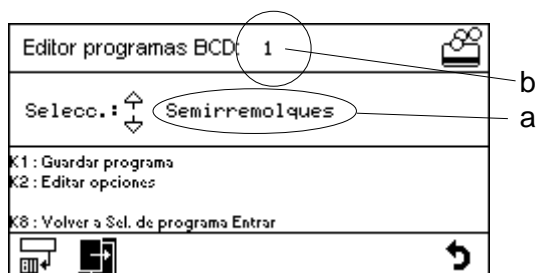 Editor programas BCD: 1
b
Selecc.: Semirremolques
a
K1 : Guardar programa
K2 : Editar opciones
K8 : Volver a Sel. de programa Entrar